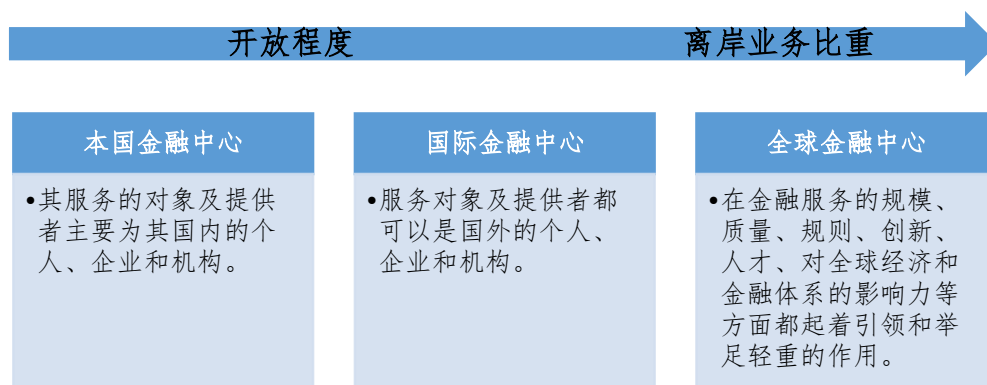 开放程度 离岸业务比重
本国金融中心
•其服务的对象及提供
者主要为其国内的个
人、企业和机构。
国际金融中心
•服务对象及提供者都
可以是国外的个人、
企业和机构。
全球金融中心
•在金融服务的规模、
质量、规则、创新、
人才、对全球经济和
金融体系的影响力等
方面都起着引领和举
足轻重的作用。